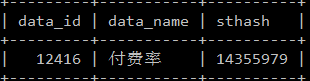 | data_id | data_name | sthash |
| 12416 | 付费率 | 14355979 |